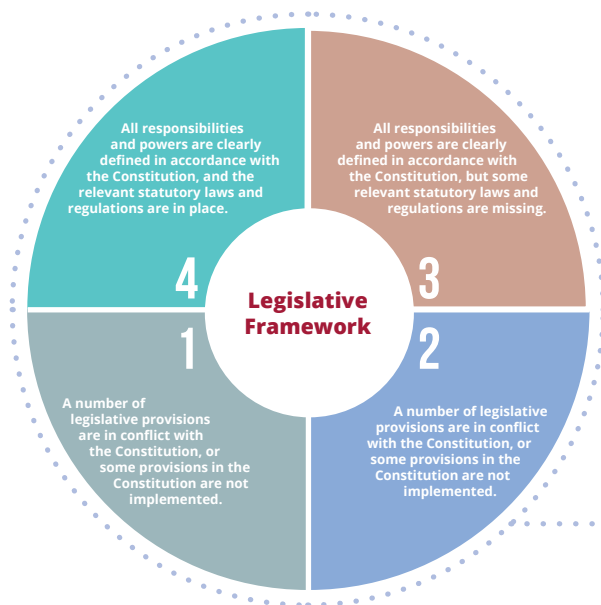 All responsibilities
and powers are clearly
defined in accordance with
the Constitution, and the
relevant statutory laws and
regulations are in place.
4
All responsibilities
and powers are clearly
defined in accordance with
the Constitution, but some
relevant statutory laws and
regulations are missing.
3
Legislative
Framework
1
A number of
legislative provisions
are in conflict with
the Constitution, or
some provisions in the
Constitution are not
implemented.
2
A number of legislative
provisions are in conflict
with the Constitution, or
some provisions in the
Constitution are not
implemented.